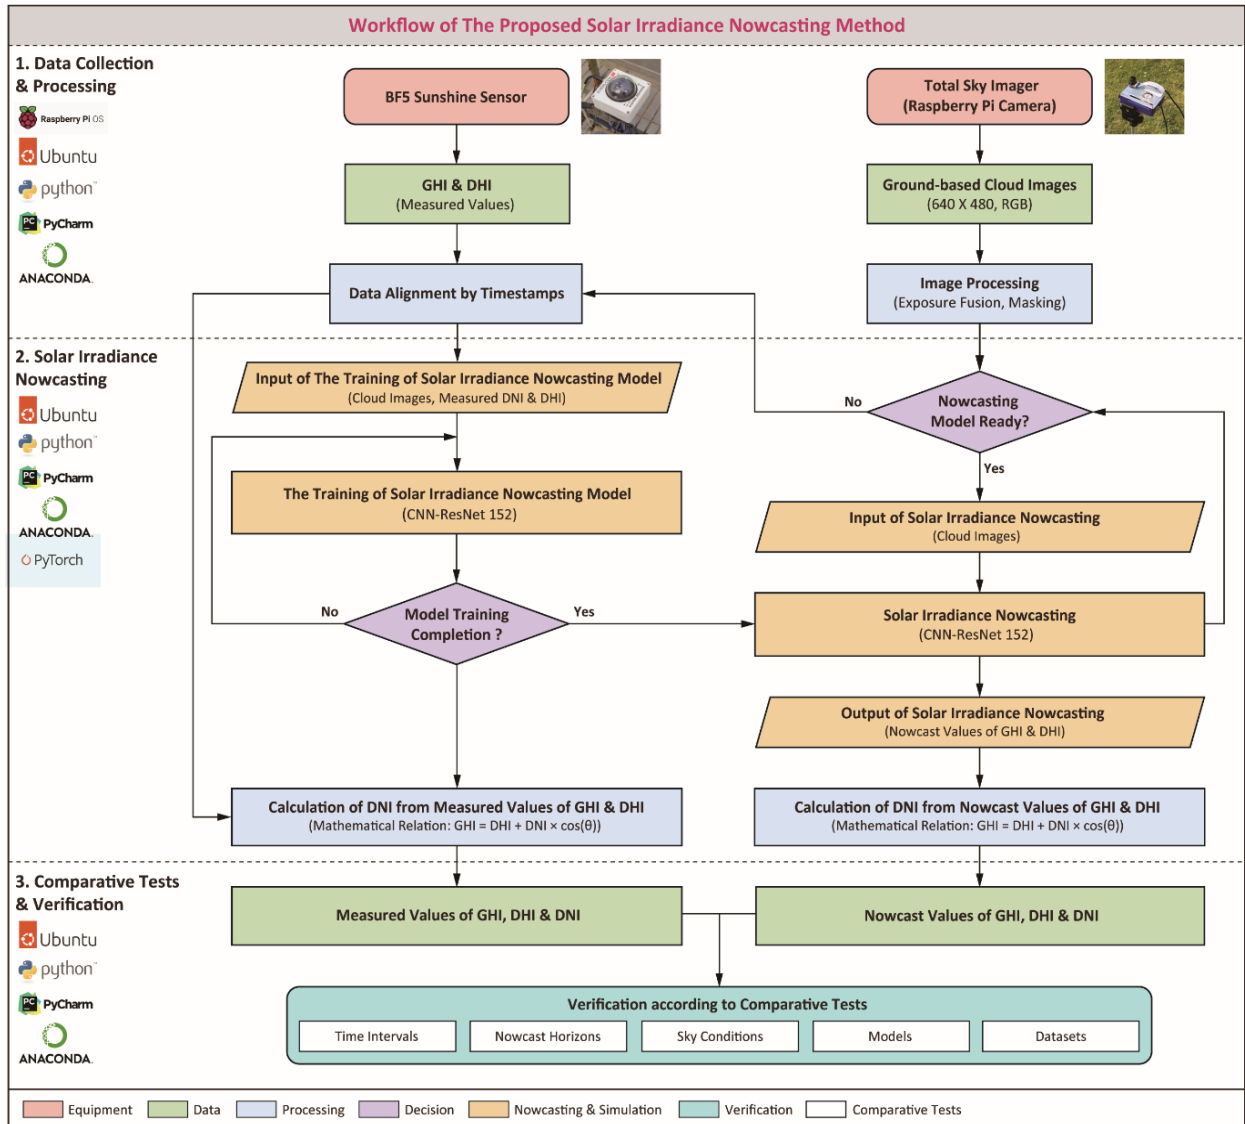 Workflow of The Proposed Solar Irradiance Nowcasting Method
1. Data Collection
& Processing
Raspberry Pi OS
Ubuntu
python™
PC
PyCharm
ANACONDA.
BF5 Sunshine Sensor
Total Sky Imager
(Raspberry Pi Camera)
GHI & DHI
(Measured Values)
Ground-based Cloud Images
(640 X 480, RGB)
Data Alignment by Timestamps
Image Processing
(Exposure Fusion, Masking)
2. Solar Irradiance
Nowcasting
Ubuntu
python™
PC
PyCharm
ANACONDA.
PyTorch
Input of The Training of Solar Irradiance Nowcasting Model
(Cloud Images, Measured DNI & DHI)
No
Nowcasting
Model Ready?
Yes
The Training of Solar Irradiance Nowcasting Model
(CNN-ResNet 152)
Input of Solar Irradiance Nowcasting
(Cloud Images)
No
Model Training
Completion ?
Yes
Solar Irradiance Nowcasting
(CNN-ResNet 152)
Output of Solar Irradiance Nowcasting
(Nowcast Values of GHI & DHI)
Calculation of DNI from Measured Values of GHI & DHI
(Mathematical Relation: GHI = DHI + DNI × cos(θ))
Calculation of DNI from Nowcast Values of GHI & DHI
(Mathematical Relation: GHI = DHI + DNI × cos(θ))
3. Comparative Tests
& Verification
Ubuntu
python™
PC
PyCharm
ANACONDA.
Measured Values of GHI, DHI & DNI
Nowcast Values of GHI, DHI & DNI
Verification according to Comparative Tests
Time Intervals
Nowcast Horizons
Sky Conditions
Models
Datasets
Equipment
Data
Processing
Decision
Nowcasting & Simulation
Verification
Comparative Tests